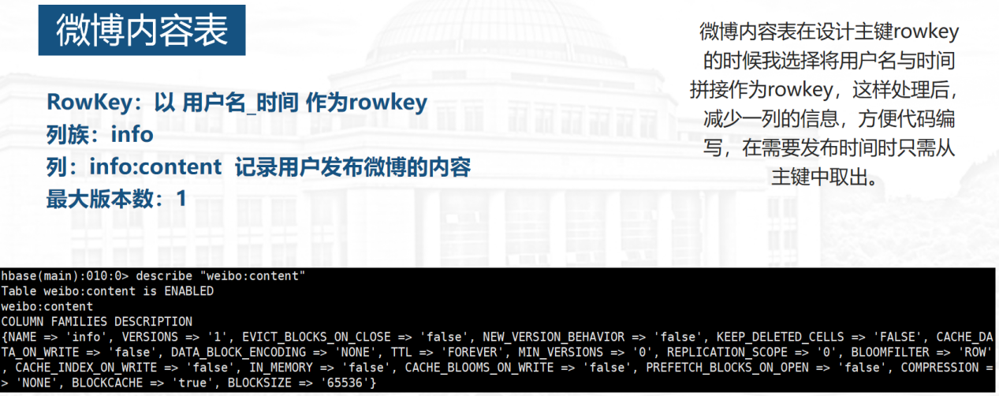 微博内容表
RowKey：以 用户名_时间 作为rowkey
列族：info
列：info:content 记录用户发布微博的内容
最大版本数：1
微博内容表在设计主键rowkey
的时候我选择将用户名与时间
拼接作为rowkey，这样处理后，
减少一列的信息，方便代码编
写，在需要发布时间时只需从
主键中取出。
hbase(main):010:0> describe "weibo:content"
Table weibo:content is ENABLED
weibo:content
COLUMN FAMILIES DESCRIPTION
{NAME => 'info', VERSIONS => '1', EVICT_BLOCKS_ON_CLOSE => 'false', NEW_VERSION_BEHAVIOR => 'false', KEEP_DELETED_CELLS => 'FALSE', CACHE_DA
TA_ON_WRITE => 'false', DATA_BLOCK_ENCODING => 'NONE', TTL => 'FOREVER', MIN_VERSIONS => '0', REPLICATION_SCOPE => '0', BLOOMFILTER => 'ROW'
, CACHE_INDEX_ON_WRITE => 'false', IN_MEMORY => 'false', CACHE_BLOOMS_ON_WRITE => 'false', PREFETCH_BLOCKS_ON_OPEN => 'false', COMPRESSION =
> 'NONE', BLOCKCACHE => 'true', BLOCKSIZE => '65536'}